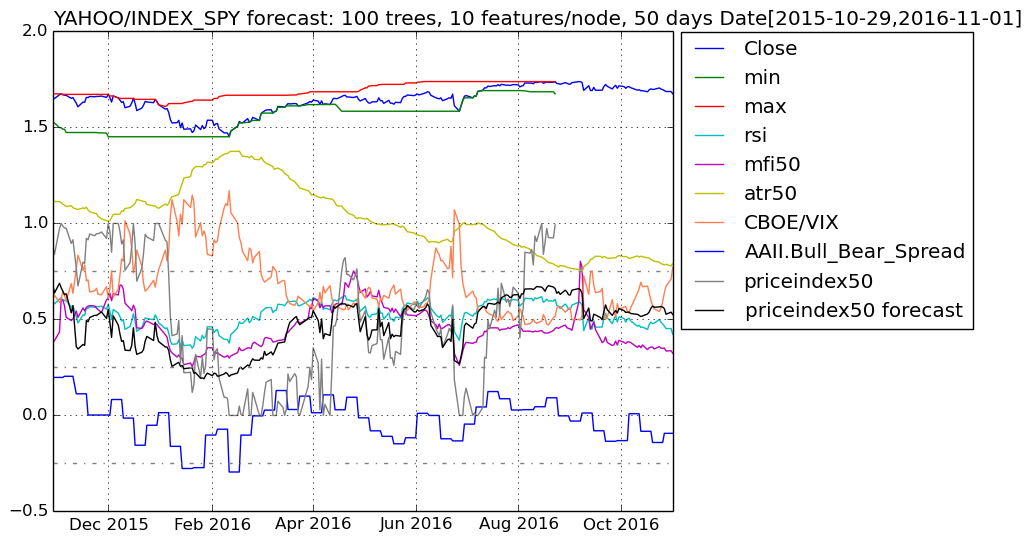 YAHOO/INDEX_SPY forecast: 100 trees, 10 features/node, 50 days Date[2015-10-29,2016-11-01]
2.0
1.5
1.0
0.5
0.0
−0.5
Dec 2015
Feb 2016
Apr 2016
Jun 2016
Aug 2016
Oct 2016
Close
min
max
rsi
mfi50
atr50
CBOE/VIX
AAII.Bull_Bear_Spread
priceindex50
priceindex50 forecast